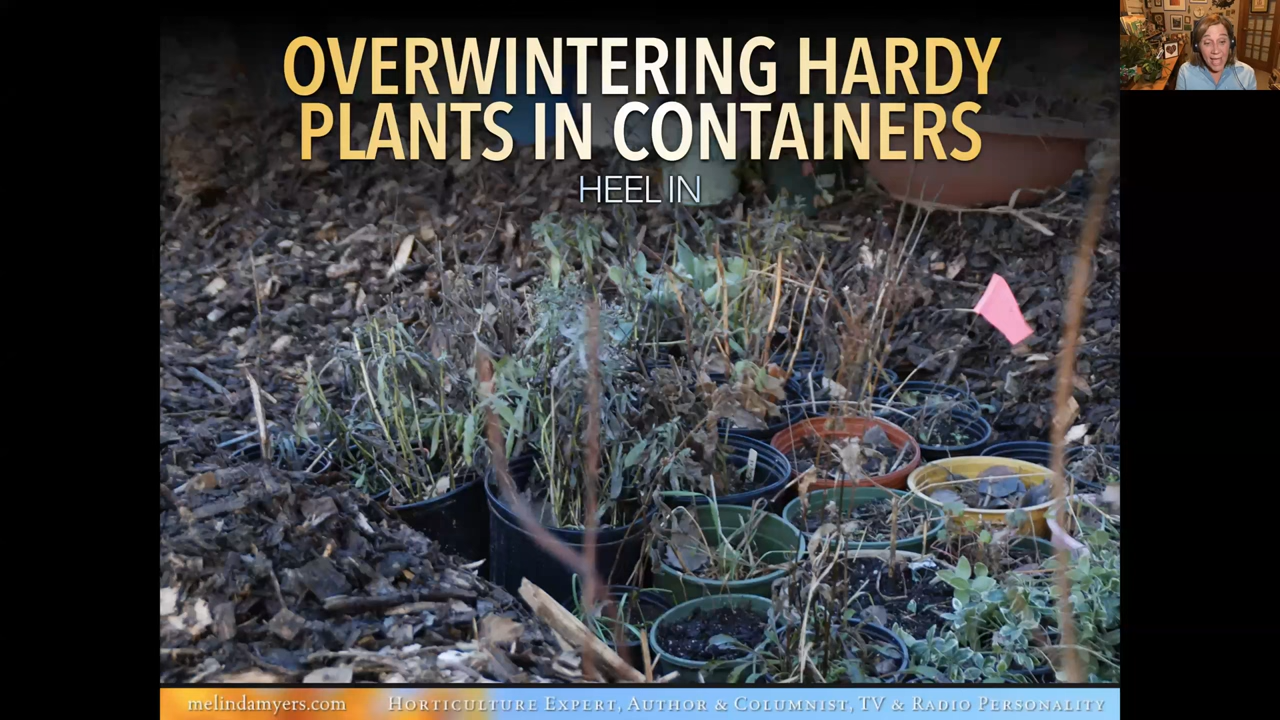 OVERWINTERING HARDY
PLANTS IN CONTAINERS
HEEL IN
melindamyers.com HORTICULTURE EXPERT, AUTHOR & COLUMNIST, TV & RADIO PERSONALITY